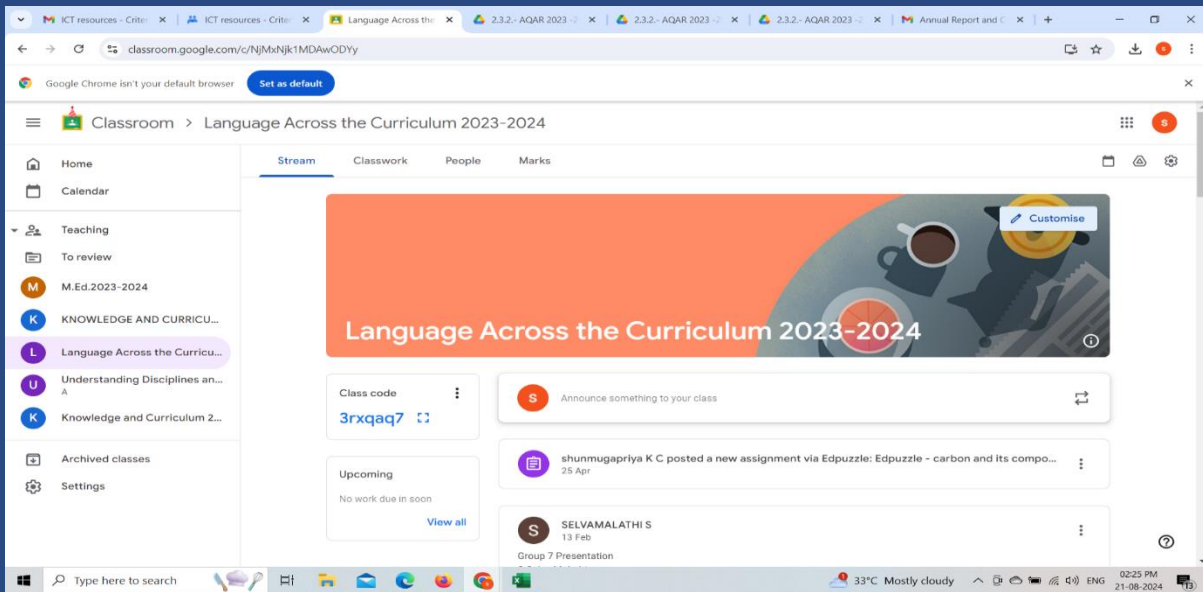 ICT resources - Criter
ICT resources - Criter
Language Across the
2.3.2.- AQAR 2023 -2
2.3.2.- AQAR 2023 -2
2.3.2.- AQAR 2023 -2
Annual Report and C
classroom.google.com/c/NjMxNjk1MDAwODYy
Google Chrome isn't your default browser Set as default
Classroom > Language Across the Curriculum 2023-2024
S
Home
Calendar
Teaching
To review
M M.Ed.2023-2024
K KNOWLEDGE AND CURRICU...
L Language Across the Curricu...
U Understanding Disciplines an...
A
K Knowledge and Curriculum 2...
Archived classes
Settings
Stream Classwork People Marks
Customise
Language Across the Curriculum 2023-2024
Class code
3rxqaq7
Upcoming
No work due in soon
View all
S Announce something to your class
shunmugapriya K C posted a new assignment via Edpuzzle: Edpuzzle - carbon and its compo...
25 Apr
S SELVAMALATHI S
13 Feb
Group 7 Presentation
Type here to search
33°C Mostly cloudy
ENG
02:25 PM
21-08-2024
13